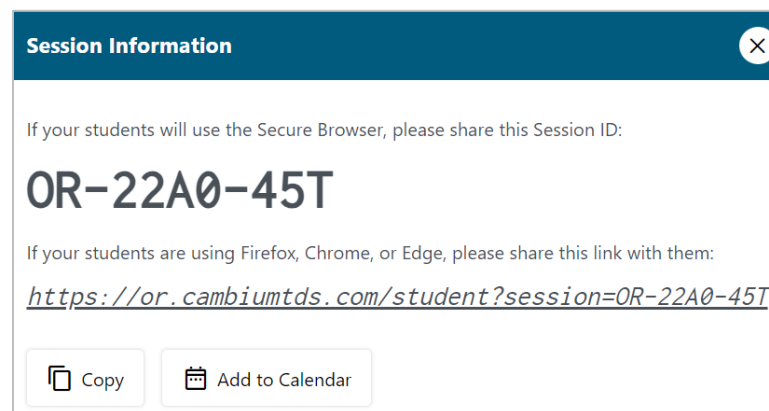 Session Information
If your students will use the Secure Browser, please share this Session ID:
OR-22A0-45T
If your students are using Firefox, Chrome, or Edge, please share this link with them:
https://or.cambiumtds.com/student?session=OR-22A0-45T
Copy
Add to Calendar